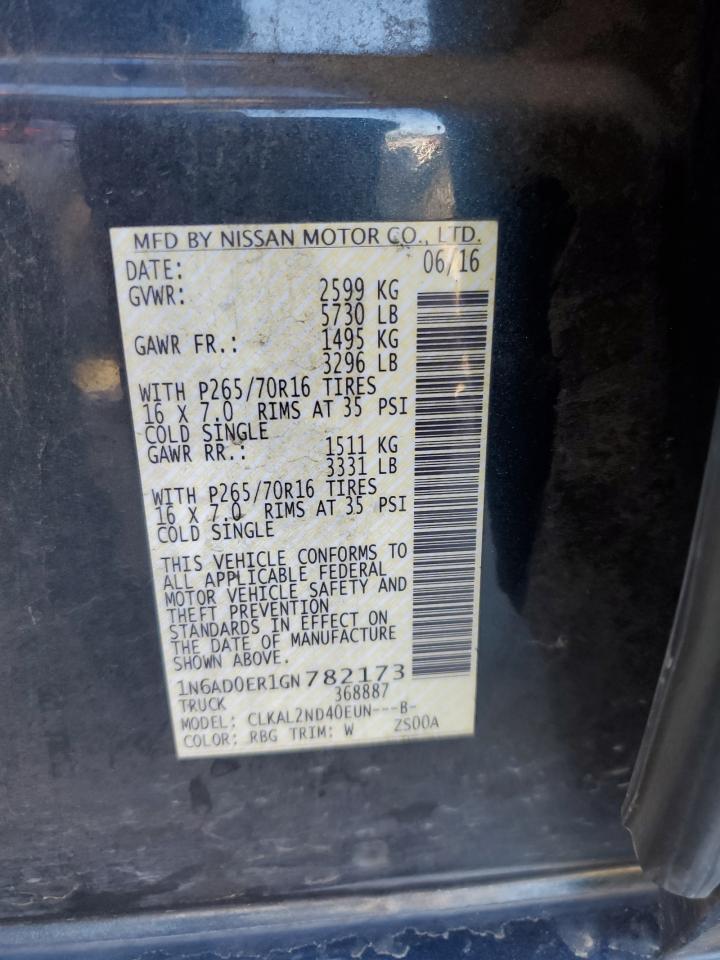 MFD BY NISSAN MOTOR CO., LTD.
DATE: 06/16
GVWR: 2599 KG
5730 LB
GAWR FR.: 1495 KG
3296 LB
WITH P265/70R16 TIRES
16 X 7.0 RIMS AT 35 PSI
COLD SINGLE
GAWR RR.: 1511 KG
3331 LB
WITH P265/70R16 TIRES
16 X 7.0 RIMS AT 35 PSI
COLD SINGLE
THIS VEHICLE CONFORMS TO
ALL APPLICABLE FEDERAL
MOTOR VEHICLE SAFETY AND
THEFT PREVENTION
STANDARDS IN EFFECT ON
THE DATE OF MANUFACTURE
SHOWN ABOVE.
1N6AD0ER1GN782173
TRUCK 368887
MODEL: CLKAL2ND40EUN---B-
COLOR: RBG TRIM: W ZS00A